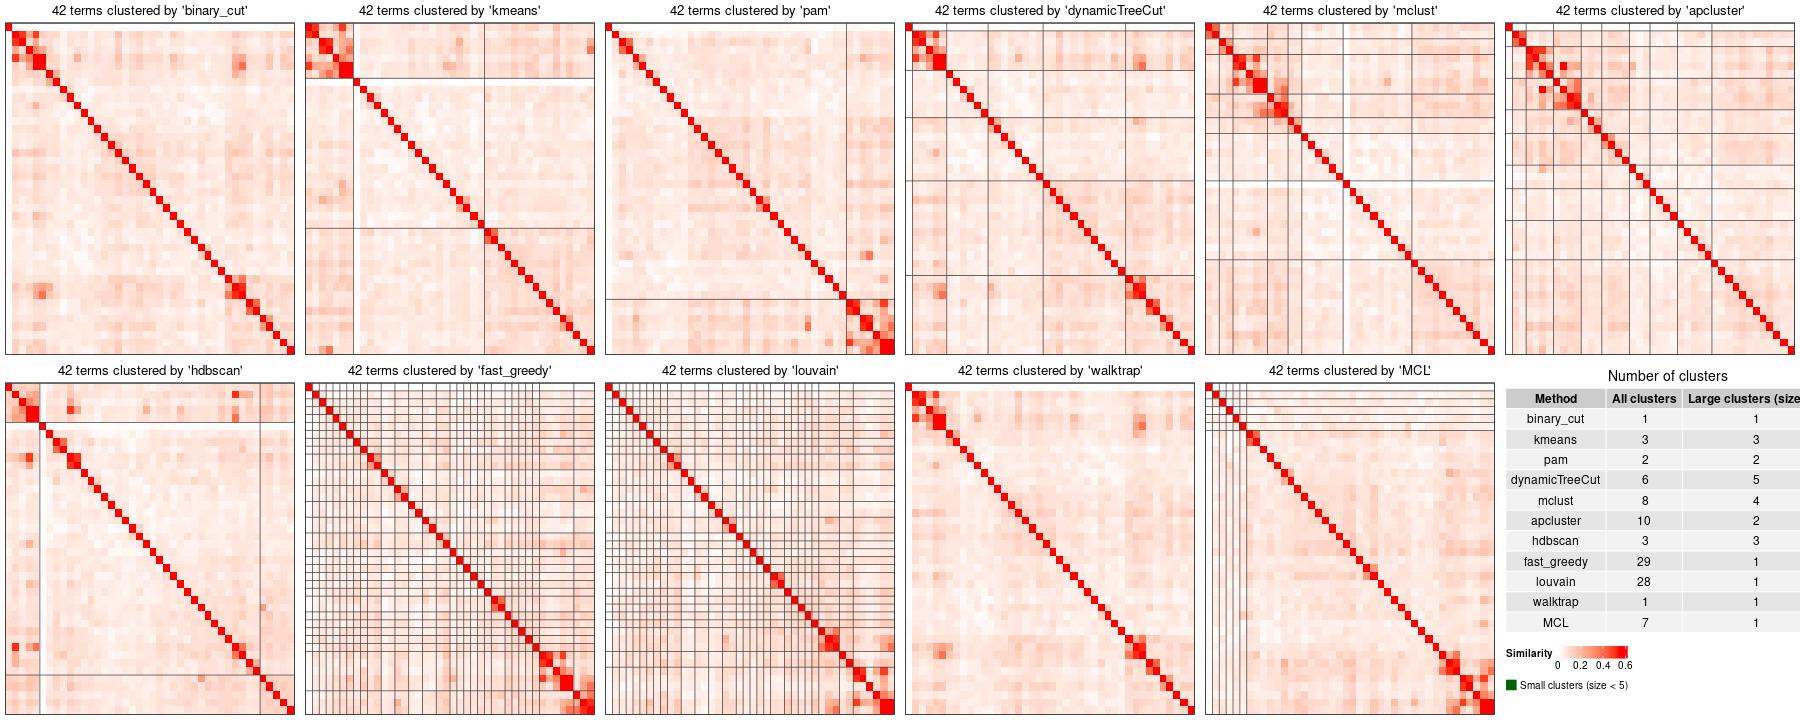 42 terms clustered by 'binary_cut'
42 terms clustered by 'kmeans'
42 terms clustered by 'pam'
42 terms clustered by 'dynamicTreeCut'
42 terms clustered by 'mclust'
42 terms clustered by 'apcluster'
42 terms clustered by 'hdbscan'
42 terms clustered by 'fast_greedy'
42 terms clustered by 'louvain'
42 terms clustered by 'walktrap'
42 terms clustered by 'MCL'
Number of clusters
Method All clusters Large clusters (size
binary_cut 1 1
kmeans 3 3
pam 2 2
dynamicTreeCut 6 5
mclust 8 4
apcluster 10 2
hdbscan 3 3
fast_greedy 29 1
louvain 28 1
walktrap 1 1
MCL 7 1
Similarity
0 0.2 0.4 0.6
Small clusters (size < 5)